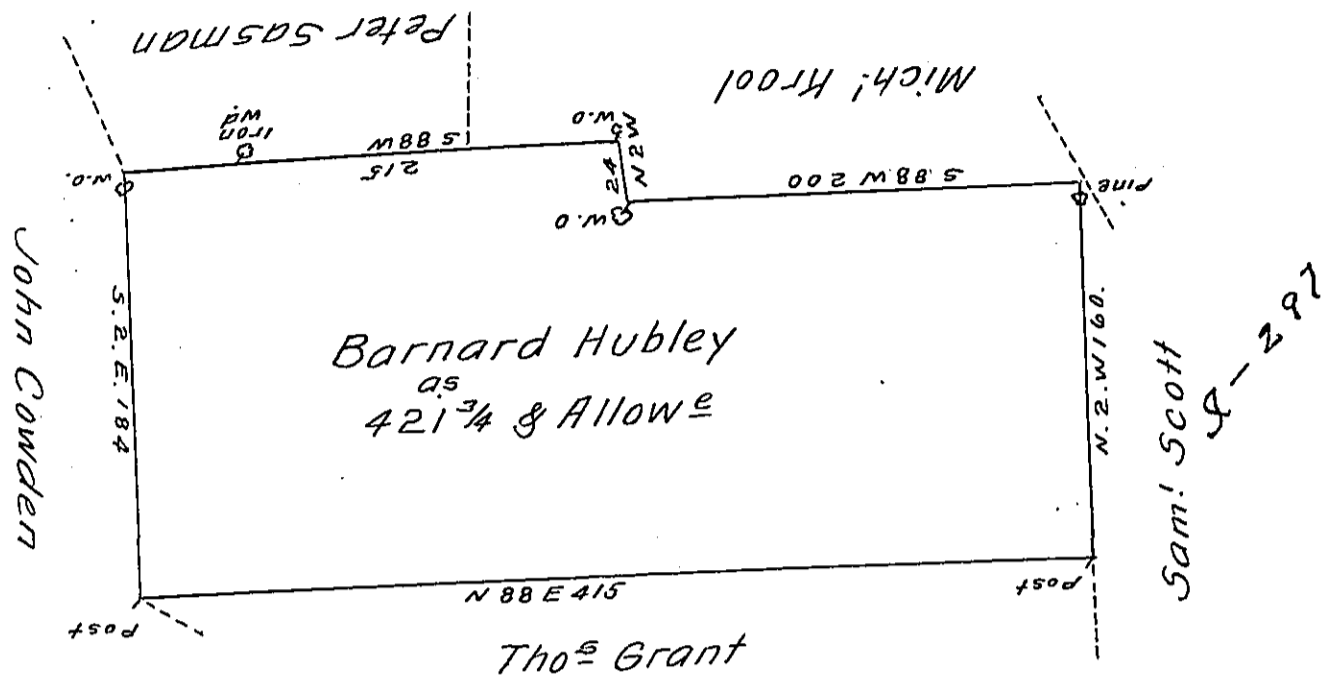 Peter Sasman
Mich! Krool
Iron
wd.
W.O.
S 88 W
215
W.O.
N 2 W
24
W.O.
S. 88. W. 200
Pine
John Cowden
S. 2. E. 184
Barnard Hubley
as
421 3/4 & Allowe
N. 2. W 160.
Sam! Scott
Post
N 88 E 415
Post
Thos Grant